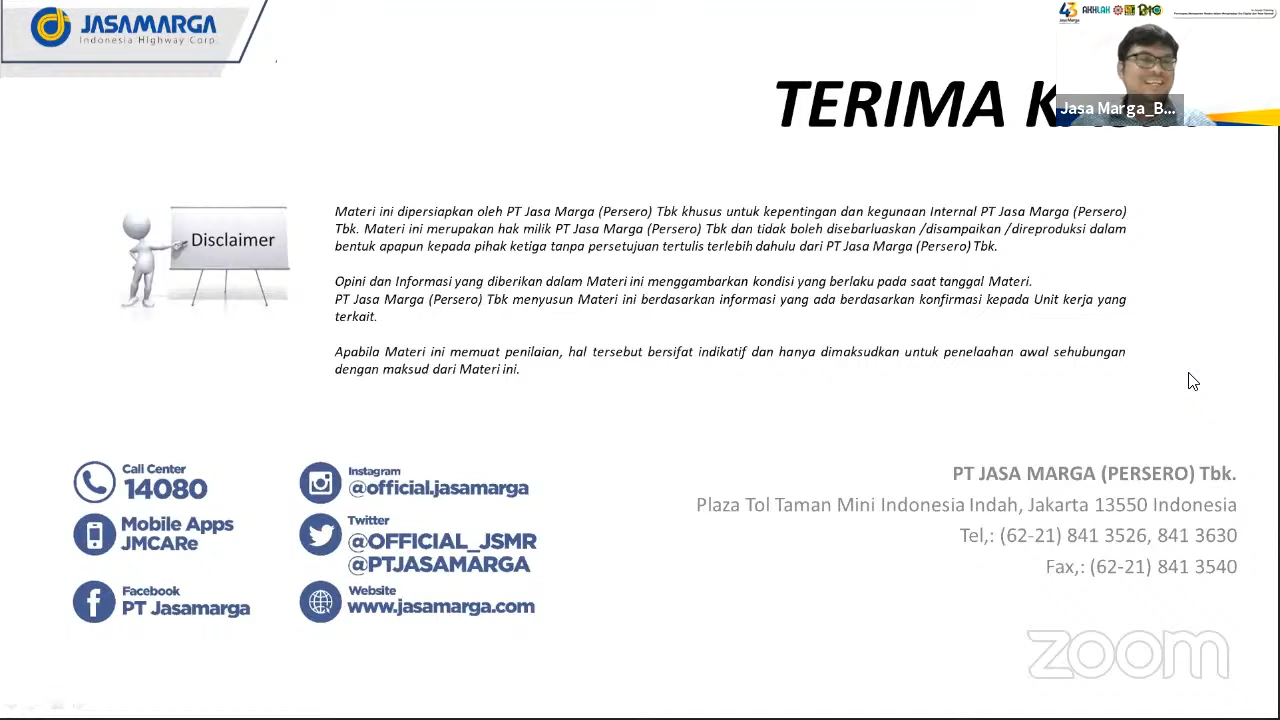 JASAMARGA
Indonesia Highway Corp.
43
AKHLAK
TERIMA
Jasa Marga_B...
Disclaimer
Materi ini dipersiapkan oleh PT Jasa Marga (Persero) Tbk khusus untuk kepentingan dan kegunaan Internal PT Jasa Marga (Persero)
Tbk. Materi ini merupakan hak milik PT Jasa Marga (Persero) Tbk dan tidak boleh disebarluaskan /disampaikan /direproduksi dalam
bentuk apapun kepada pihak ketiga tanpa persetujuan tertulis terlebih dahulu dari PT Jasa Marga (Persero) Tbk.
Opini dan Informasi yang diberikan dalam Materi ini menggambarkan kondisi yang berlaku pada saat tanggal Materi.
PT Jasa Marga (Persero) Tbk menyusun Materi ini berdasarkan informasi yang ada berdasarkan konfirmasi kepada Unit kerja yang
terkait.
Apabila Materi ini memuat penilaian, hal tersebut bersifat indikatif dan hanya dimaksudkan untuk penelaahan awal sehubungan
dengan maksud dari Materi ini.
Call Center
14080
Mobile Apps
JMCARe
Facebook
PT Jasamarga
Instagram
@official.jasamarga
Twitter
@OFFICIAL_JSMR
@PTJASAMARGA
Website
www.jasamarga.com
PT JASA MARGA (PERSERO) Tbk.
Plaza Tol Taman Mini Indonesia Indah, Jakarta 13550 Indonesia
Tel,: (62-21) 841 3526, 841 3630
Fax,: (62-21) 841 3540
zoom